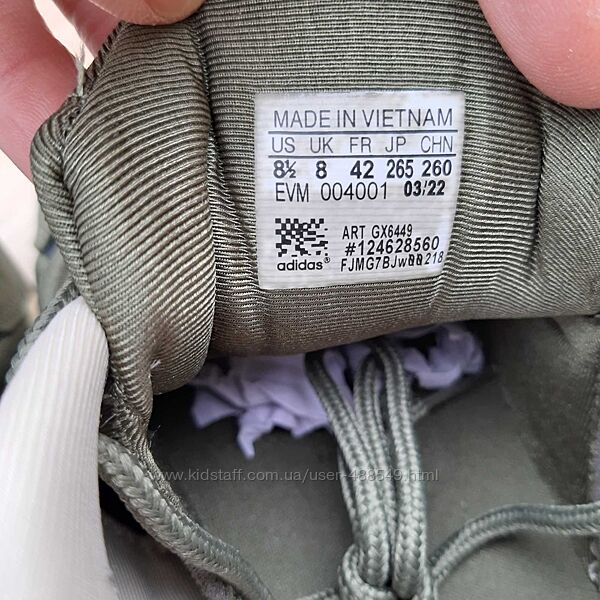 MADE IN VIETNAM
US UK FR JP CHN
8½ 8 42 265 260
EVM 004001 03/22
ART GX6449
#124628560
adidas®
www.kidstaff.com.ua/user-488549.html